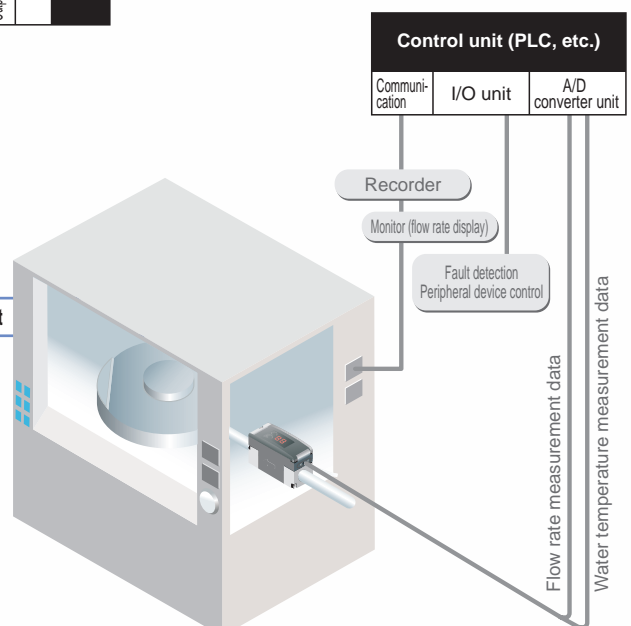 Control unit (PLC, etc.)
Communi-
cation
I/O unit
A/D
converter unit
Recorder
Monitor (flow rate display)
Fault detection
Peripheral device control
Flow rate measurement data
Water temperature measurement data